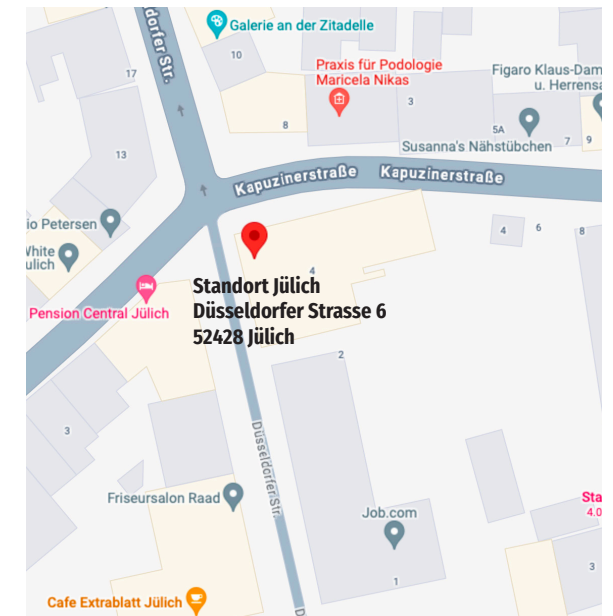 dorfer Str.
Galerie an der Zitadelle
10
17
Praxis für Podologie
Maricela Nikas
3
8
Figaro Klaus-Dam
u. Herrensa
5A
Susanna's Nähstübchen
7
9
13
Kapuzinerstraße
Kapuzinerstraße
io Petersen
White
ulich
4
6
8
4
Pension Central Jülich
Standort Jülich
Düsseldorfer Strasse 6
52428 Jülich
2
3
Düsseldorfer Str.
Friseursalon Raad
Job.com
Sta
4.0
3
1
Cafe Extrablatt Jülich
D